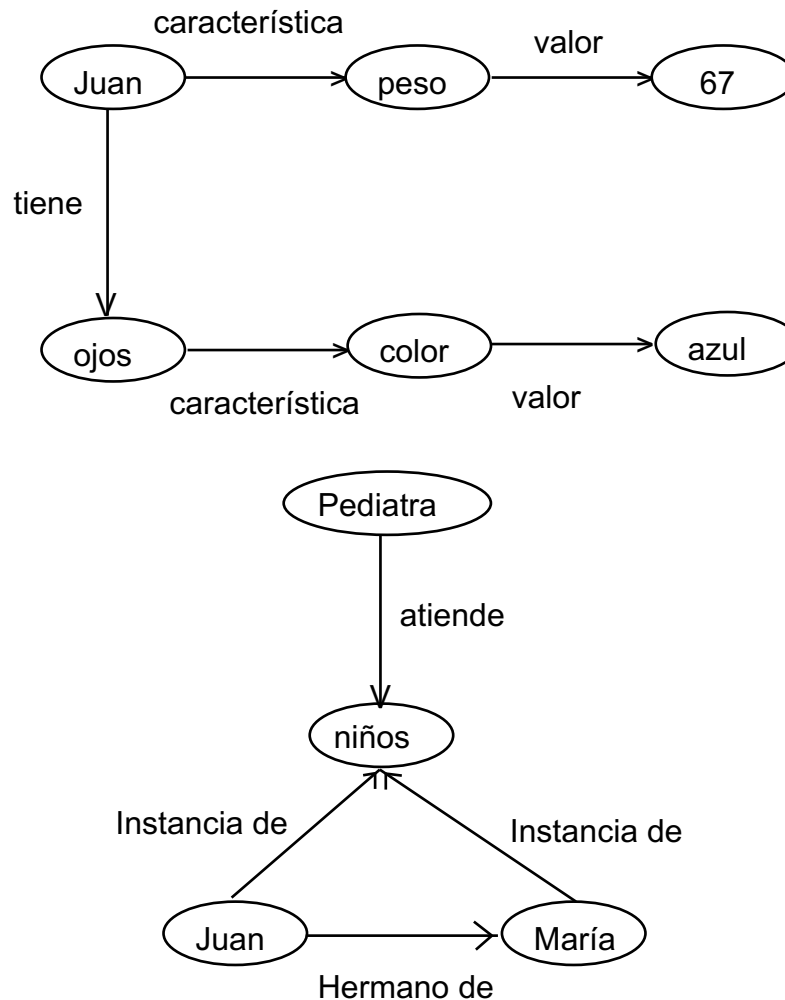 característica
valor
Juan
peso
67
tiene
ojos
color
azul
característica
valor
Pediatra
atiende
niños
Instancia de
Instancia de
Juan
María
Hermano de